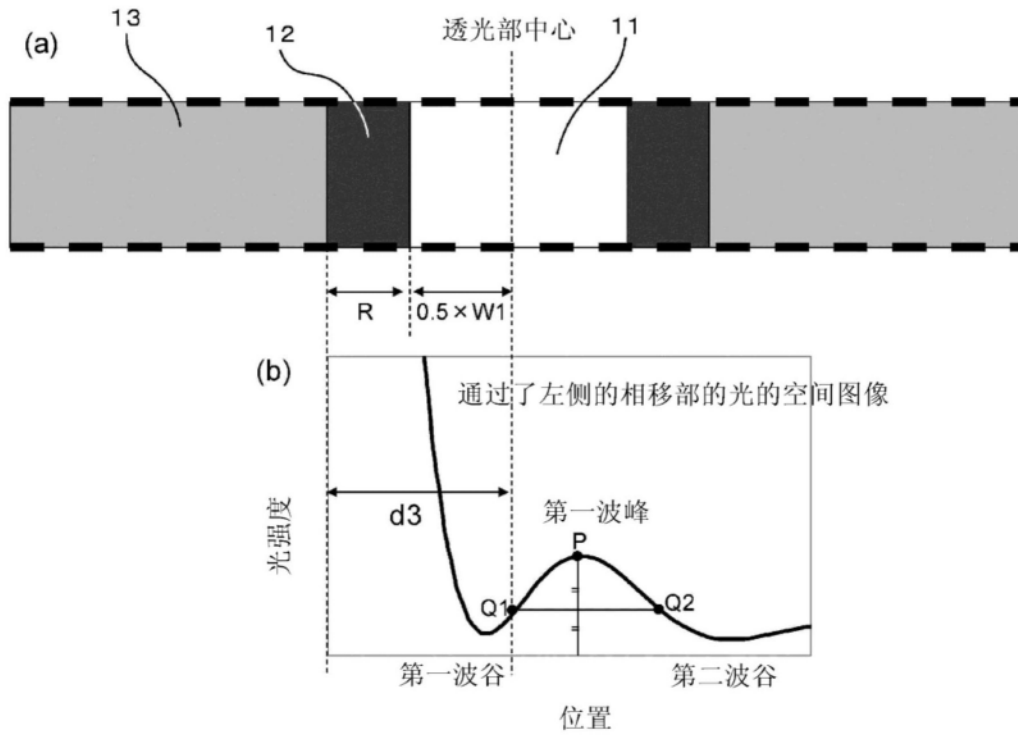 (a)
13
12
透光部中心
11
R
0.5×W1
(b)
通过了左侧的相移部的光的空间图像
光强度
d3
第一波峰
P
Q1
Q2
第一波谷
第二波谷
位置